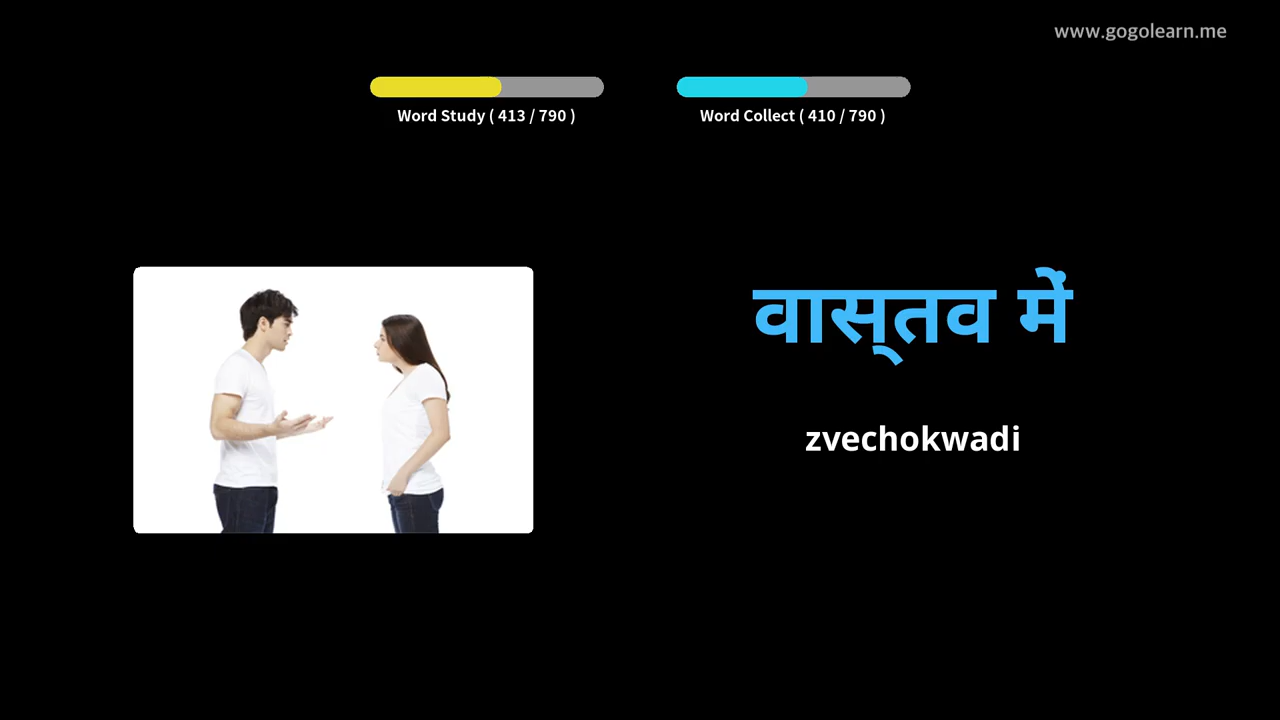 www.gogolearn.me
Word Study ( 413 / 790 )
Word Collect ( 410 / 790 )
वास्तव में
zvechokwadi